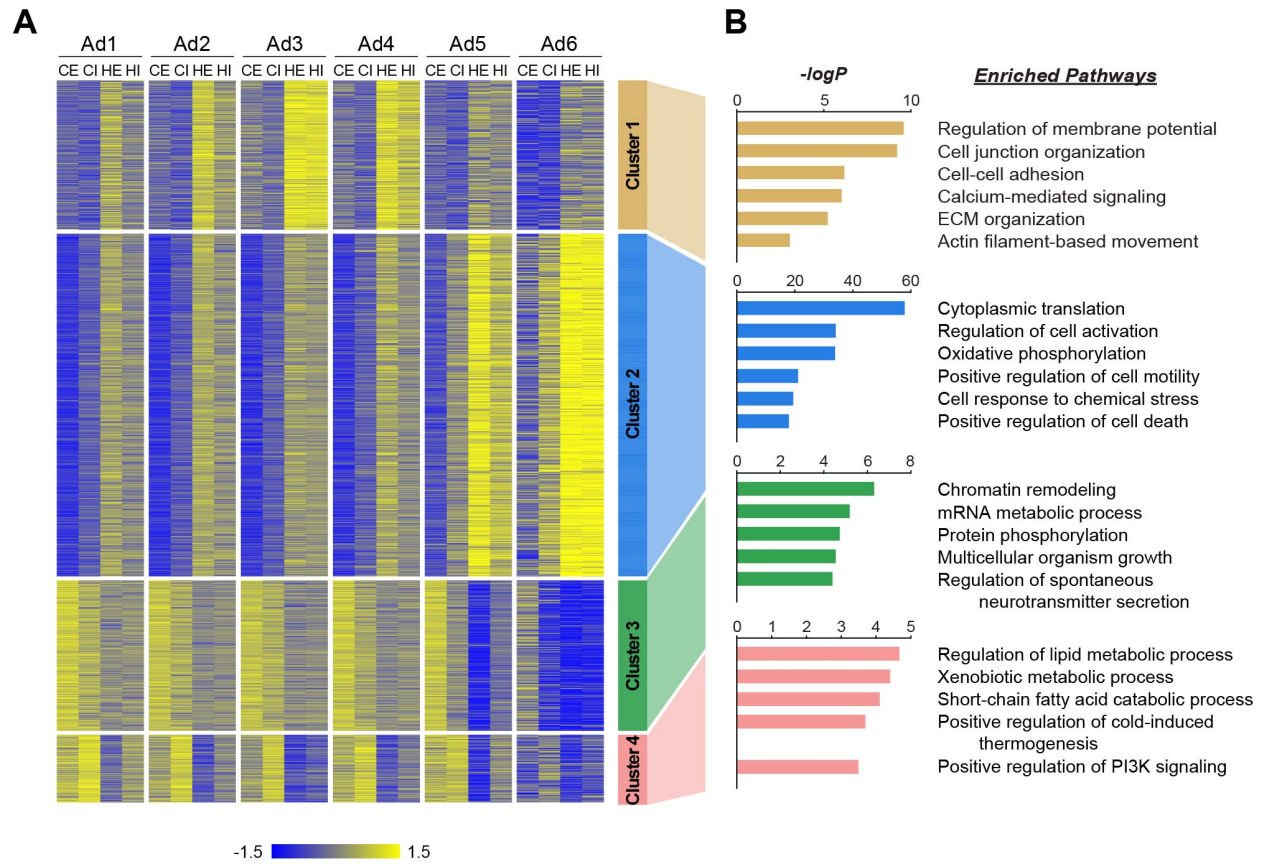 A
B
Ad1 Ad2 Ad3 Ad4 Ad5 Ad6
CE CI HE HI CE CI HE HI CE CI HE HI CE CI HE HI CE CI HE HI CE CI HE HI
Cluster 1
Cluster 2
Cluster 3
Cluster 4
-1.5 1.5
-logP Enriched Pathways
0 5 10
Regulation of membrane potential
Cell junction organization
Cell-cell adhesion
Calcium-mediated signaling
ECM organization
Actin filament-based movement
0 20 40 60
Cytoplasmic translation
Regulation of cell activation
Oxidative phosphorylation
Positive regulation of cell motility
Cell response to chemical stress
Positive regulation of cell death
0 2 4 6 8
Chromatin remodeling
mRNA metabolic process
Protein phosphorylation
Multicellular organism growth
Regulation of spontaneous
neurotransmitter secretion
0 1 2 3 4 5
Regulation of lipid metabolic process
Xenobiotic metabolic process
Short-chain fatty acid catabolic process
Positive regulation of cold-induced
thermogenesis
Positive regulation of PI3K signaling